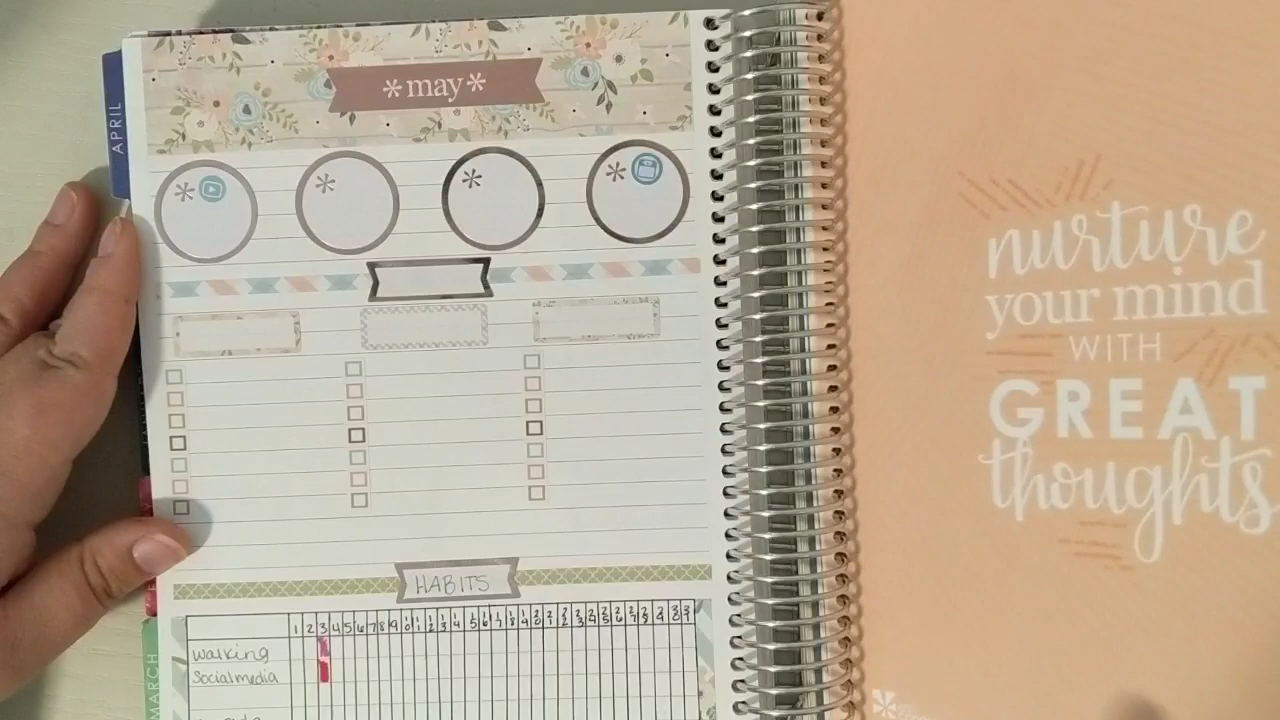 APRIL
*may*
HABITS
1 2 3 4 5 6 7 8 9 10 11 12 13 14 15 16 17 18 19 20 21 22 23 24 25 26 27 28 29 30 31
Walking
Social media
MARCH
nurture
your mind
WITH
GREAT
thoughts